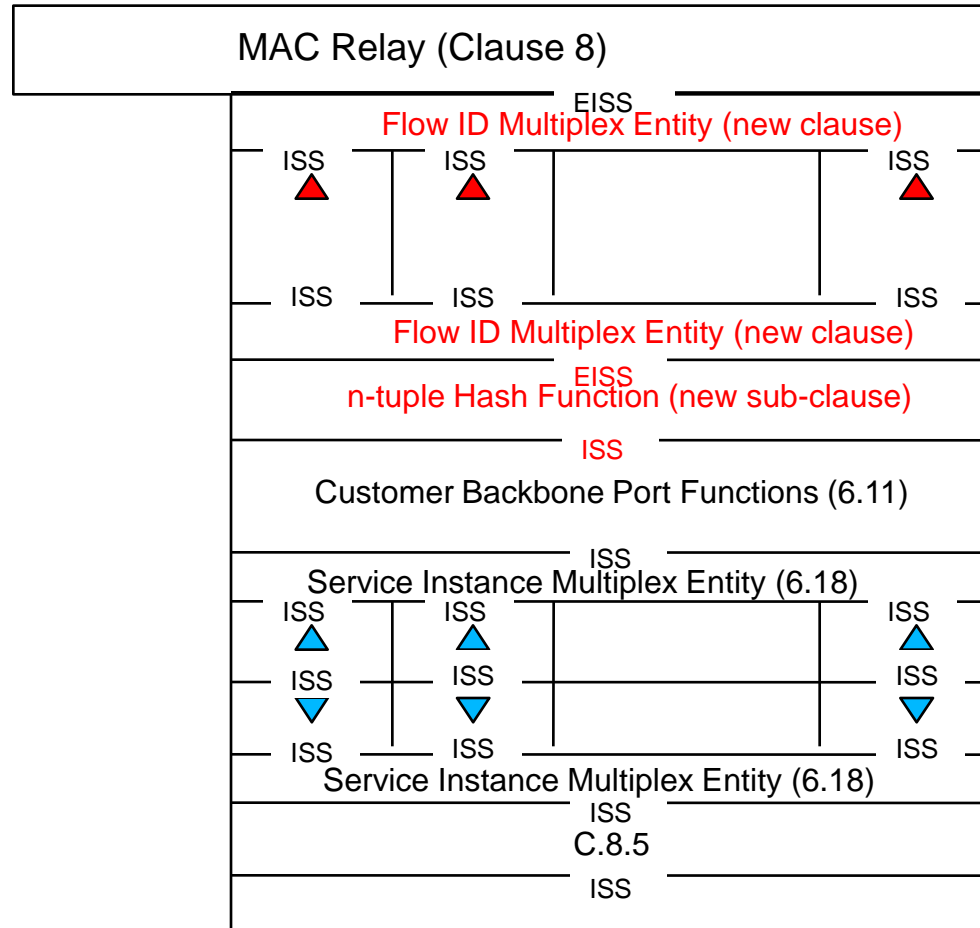 MAC Relay (Clause 8)
EISS
Flow ID Multiplex Entity (new clause)
ISS ISS ISS
ISS ISS ISS
Flow ID Multiplex Entity (new clause)
EISS
n-tuple Hash Function (new sub-clause)
ISS
Customer Backbone Port Functions (6.11)
ISS
Service Instance Multiplex Entity (6.18)
ISS ISS ISS
ISS ISS ISS
ISS ISS ISS
Service Instance Multiplex Entity (6.18)
ISS
C.8.5
ISS